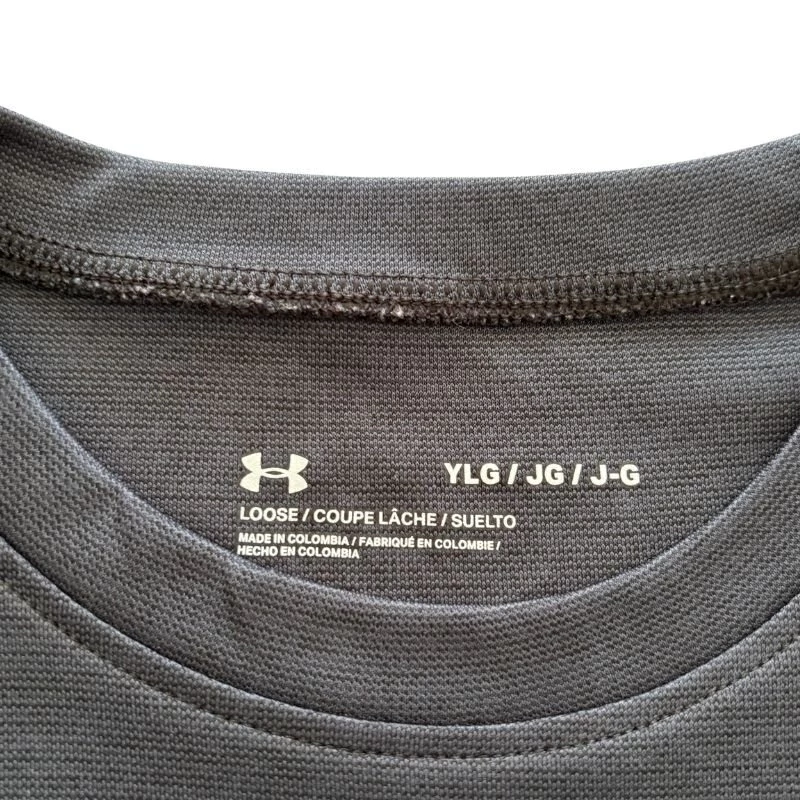 YLG / JG / J-G
LOOSE / COUPE LÂCHE / SUELTO
MADE IN COLOMBIA / FABRIQUÉ EN COLOMBIE /
HECHO EN COLOMBIA